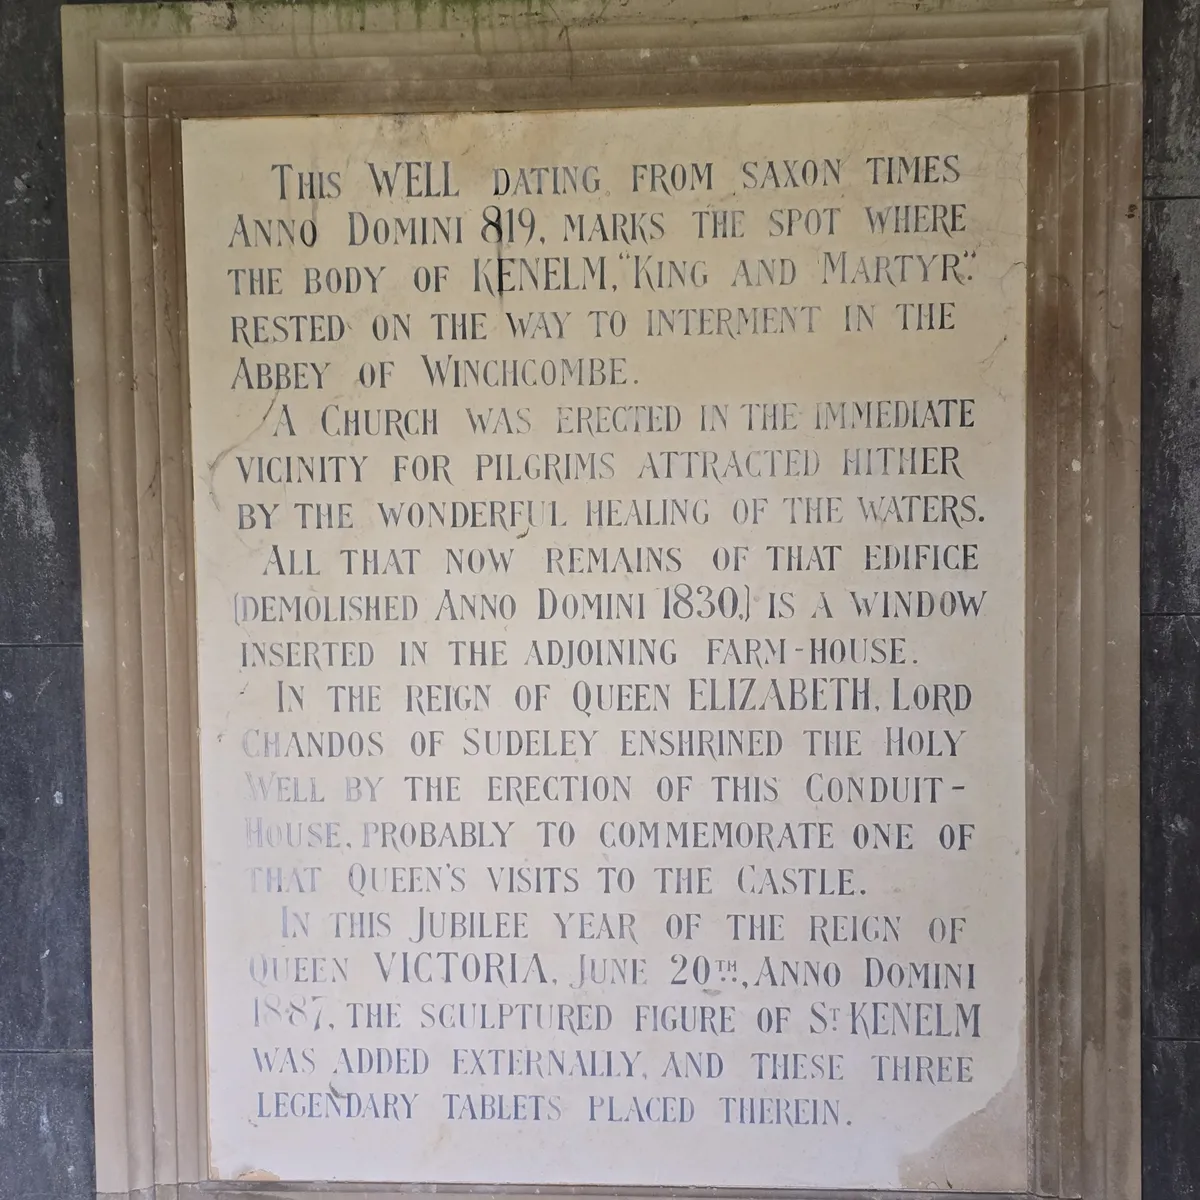 THIS WELL DATING FROM SAXON TIMES
ANNO DOMINI 819, MARKS THE SPOT WHERE
THE BODY OF KENELM, "KING AND MARTYR".
RESTED ON THE WAY TO INTERMENT IN THE
ABBEY OF WINCHCOMBE.
A CHURCH WAS ERECTED IN THE IMMEDIATE
VICINITY FOR PILGRIMS ATTRACTED HITHER
BY THE WONDERFUL HEALING OF THE WATERS.
ALL THAT NOW REMAINS OF THAT EDIFICE
(DEMOLISHED ANNO DOMINI 1830,) IS A WINDOW
INSERTED IN THE ADJOINING FARM-HOUSE.
IN THE REIGN OF QUEEN ELIZABETH, LORD
CHANDOS OF SUDELEY ENSHRINED THE HOLY
WELL BY THE ERECTION OF THIS CONDUIT-
HOUSE, PROBABLY TO COMMEMORATE ONE OF
THAT QUEEN'S VISITS TO THE CASTLE.
IN THIS JUBILEE YEAR OF THE REIGN OF
QUEEN VICTORIA, JUNE 20TH, ANNO DOMINI
1887, THE SCULPTURED FIGURE OF ST KENELM
WAS ADDED EXTERNALLY, AND THESE THREE
LEGENDARY TABLETS PLACED THEREIN.